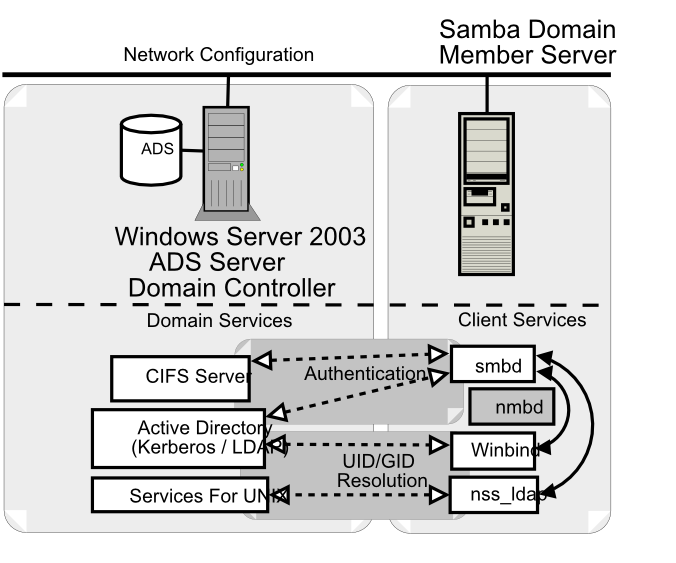 Samba Domain
Member Server
Network Configuration
ADS
Windows Server 2003
ADS Server
Domain Controller
Domain Services
Client Services
CIFS Server
Authentication
smbd
nmbd
Active Directory
(Kerberos / LDAP)
Winbind
UID/GID
Resolution
Services For UNIX
nss_ldap